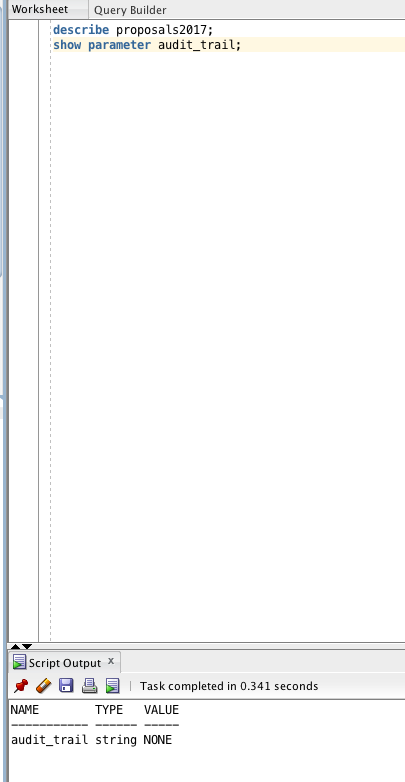 Worksheet Query Builder
describe proposals2017;
show parameter audit_trail;
Script Output x
Task completed in 0.341 seconds
NAME TYPE VALUE
----------- ------ -----
audit_trail string NONE